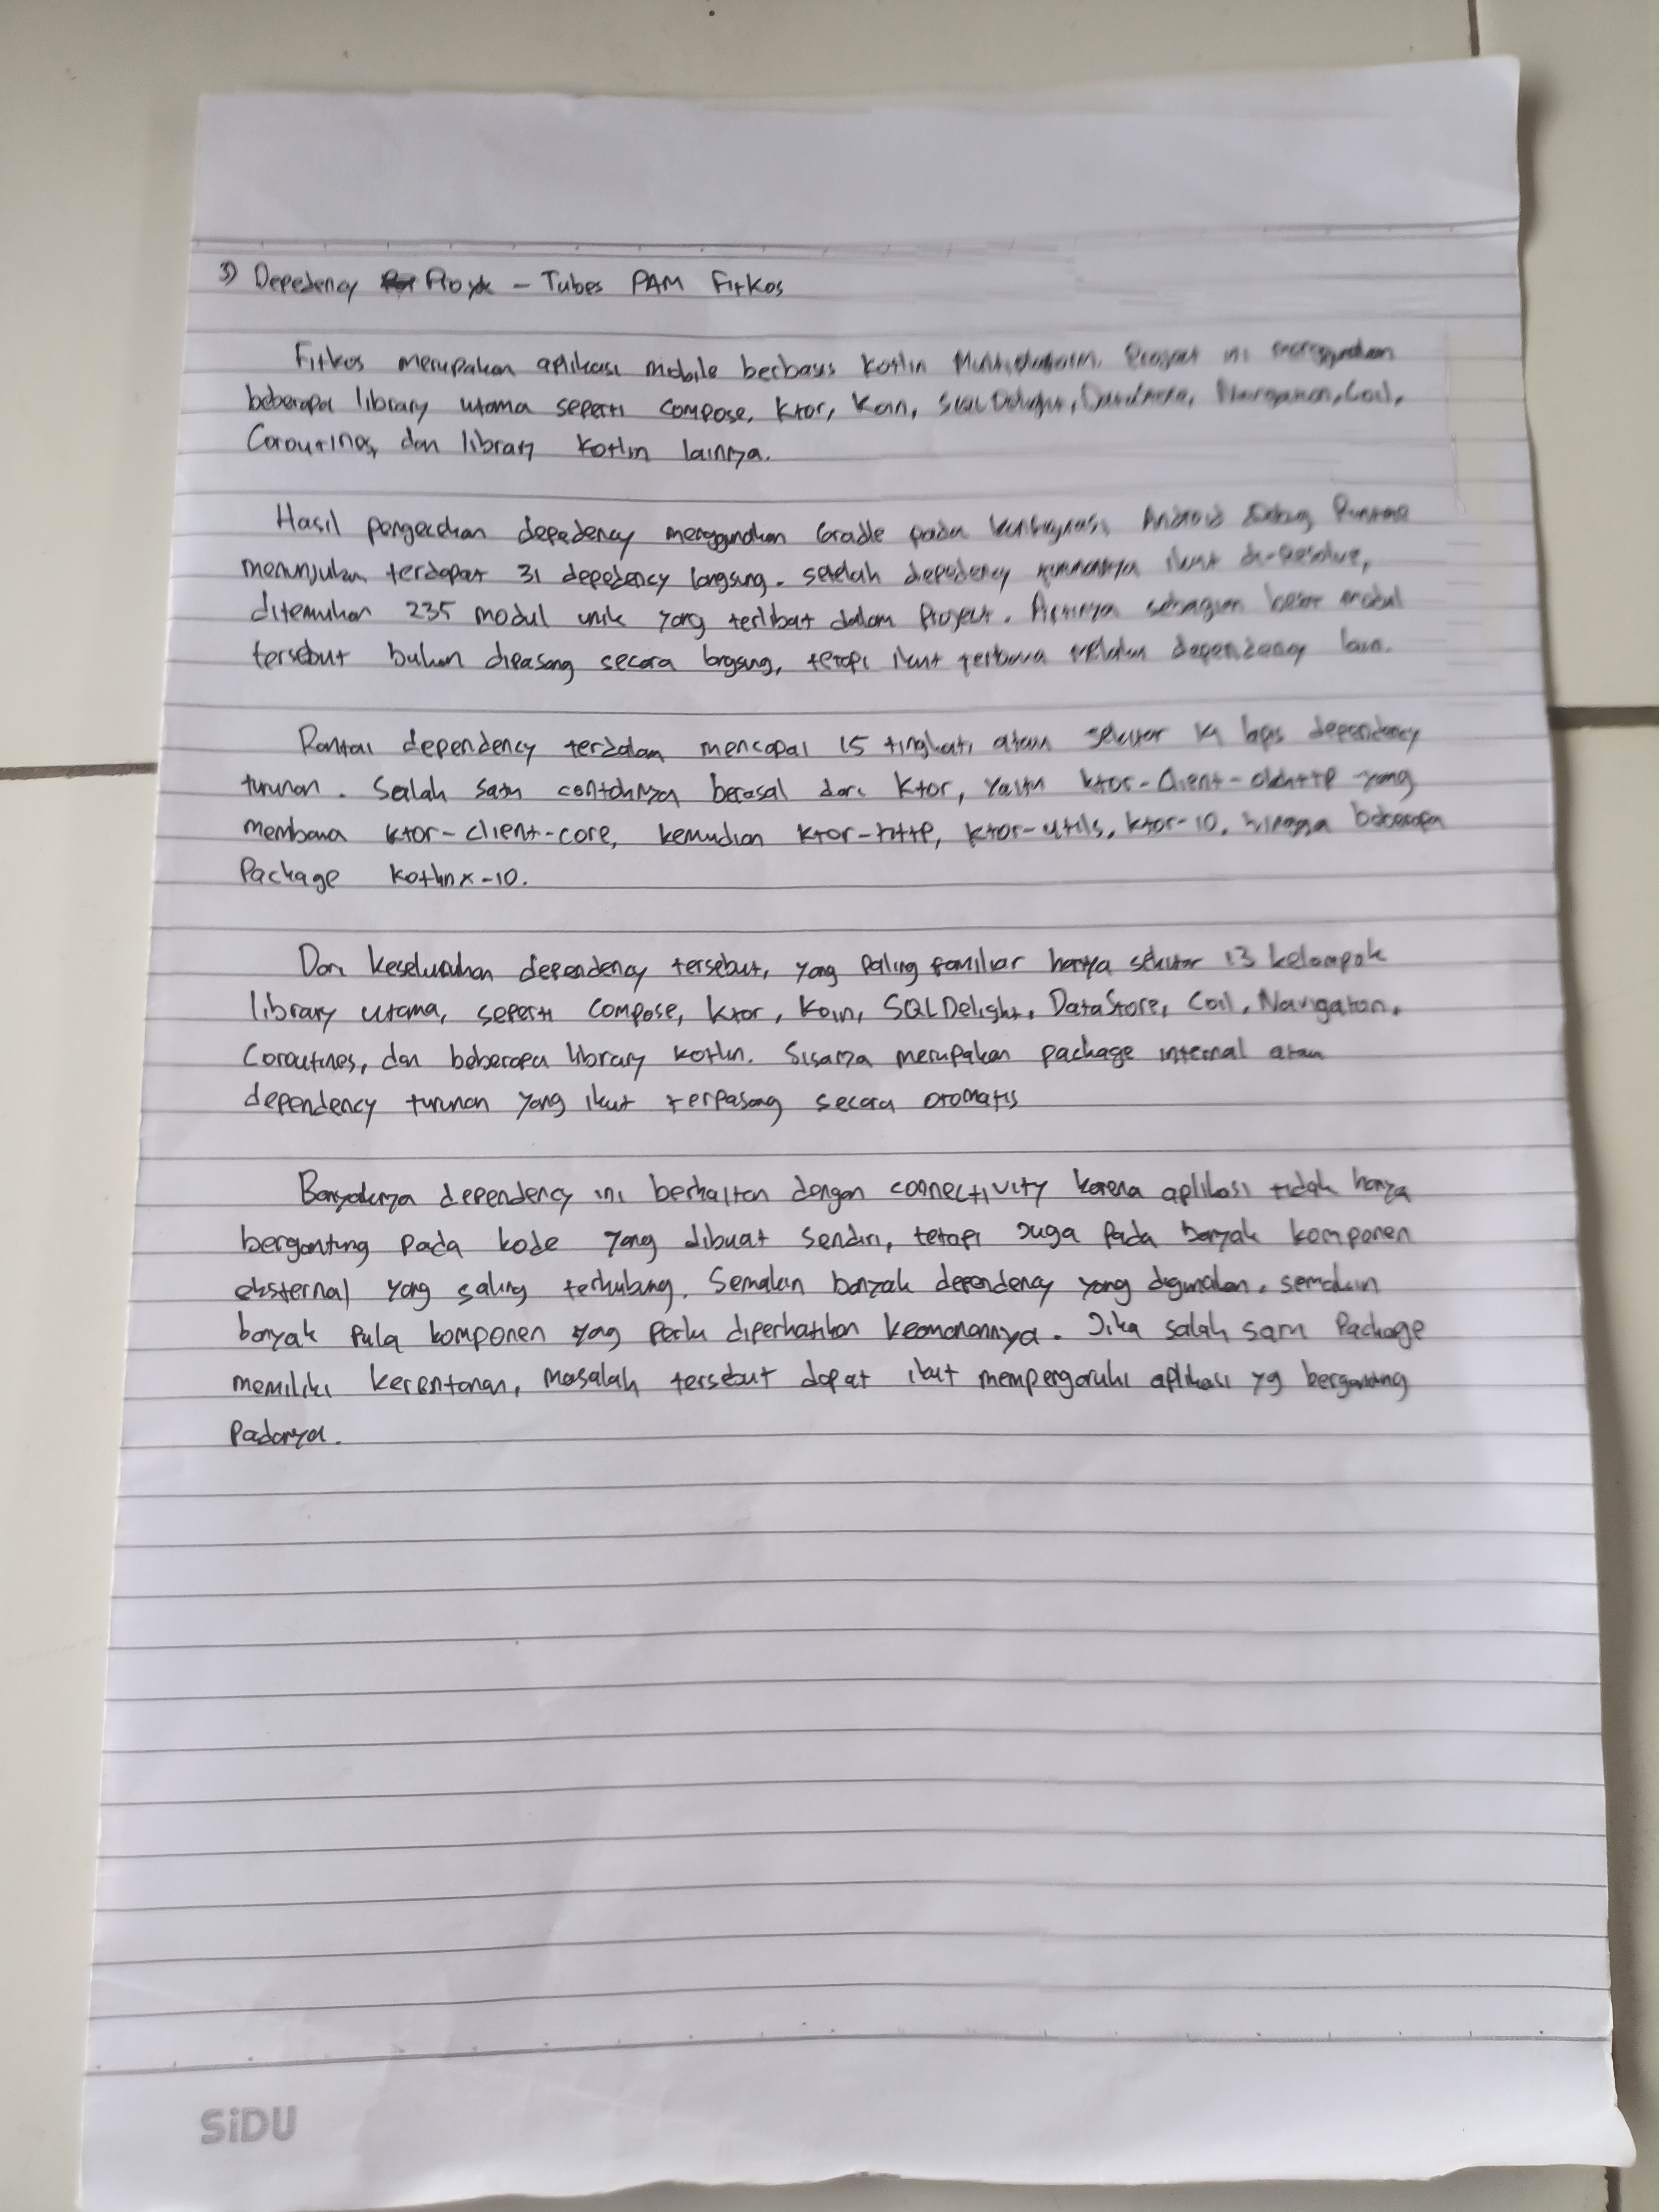 3) Depedency Proyek - Tubes PAM Fitkos
Fitkos merupakan aplikasi mobile berbasis Kotlin Multiplatform. Project ini menggunakan
beberapa library utama seperti Compose, Ktor, Koin, SQLDelight, DataStore, Navigation, Coil,
Coroutines, dan library Kotlin lainnya.
Hasil pengecekan depedency menggunakan Gradle pada konfigurasi Android Debug Runtime
menunjukan terdapat 31 depedency langsung. setelah depedency turunannya ikut di-resolve,
ditemukan 235 modul unik yang terlibat dalam Project. Artinya sebagian besar modul
tersebut bukan dipasang secara langsung, tetapi ikut terbawa melalui dependency lain.
Rantai dependency terdalam mencapai 15 tingkat, atau sekitar 14 lapis dependency
turunan. Salah satu contohnya berasal dari Ktor, yaitu ktor-client-okhttp yang
membawa ktor-client-core, kemudian ktor-http, ktor-utils, ktor-io, hingga beberapa
Package kotlinx-io.
Dari keseluruhan dependency tersebut, yang paling familiar hanya sekitar 13 kelompok
library utama, seperti Compose, Ktor, Koin, SQLDelight, DataStore, Coil, Navigation,
Coroutines, dan beberapa library kotlin. Sisanya merupakan package internal atau
dependency turunan yang ikut terpasang secara otomatis
Banyaknya dependency ini berkaitan dengan connectivity karena aplikasi tidak hanya
bergantung pada kode yang dibuat sendiri, tetapi juga pada banyak komponen
eksternal yang saling terhubung. Semakin banyak dependency yang digunakan, semakin
banyak pula komponen yang perlu diperhatikan keamanannya. Jika salah satu Package
memiliki kerentanan, masalah tersebut dapat ikut mempengaruhi aplikasi yg bergantung
Padanya.
SiDU